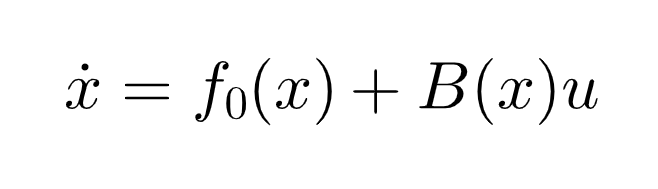 ẋ = f₀(x) + B(x)u